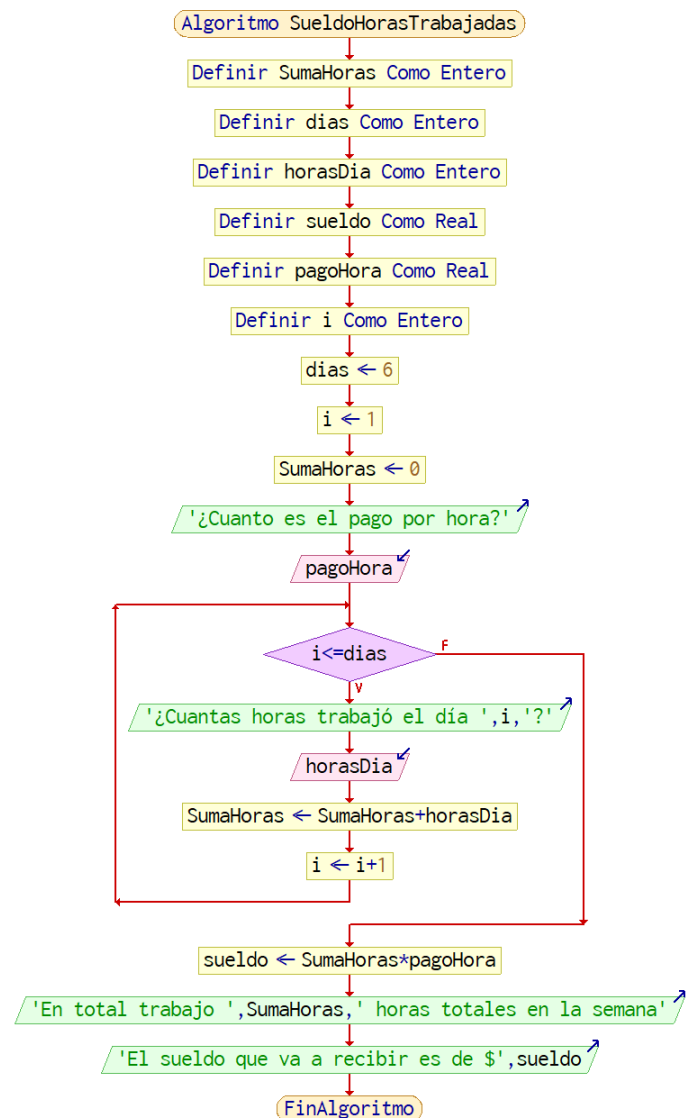 Algoritmo SueldoHorasTrabajadas
Definir SumaHoras Como Entero
Definir dias Como Entero
Definir horasDia Como Entero
Definir sueldo Como Real
Definir pagoHora Como Real
Definir i Como Entero
dias ← 6
i ← 1
SumaHoras ← 0
'¿Cuanto es el pago por hora?'
pagoHora
i<=dias
F
V
'¿Cuantas horas trabajó el día ',i,'?'
horasDia
SumaHoras ← SumaHoras+horasDia
i ← i+1
sueldo ← SumaHoras*pagoHora
'En total trabajo ',SumaHoras,' horas totales en la semana'
'El sueldo que va a recibir es de $',sueldo
FinAlgoritmo